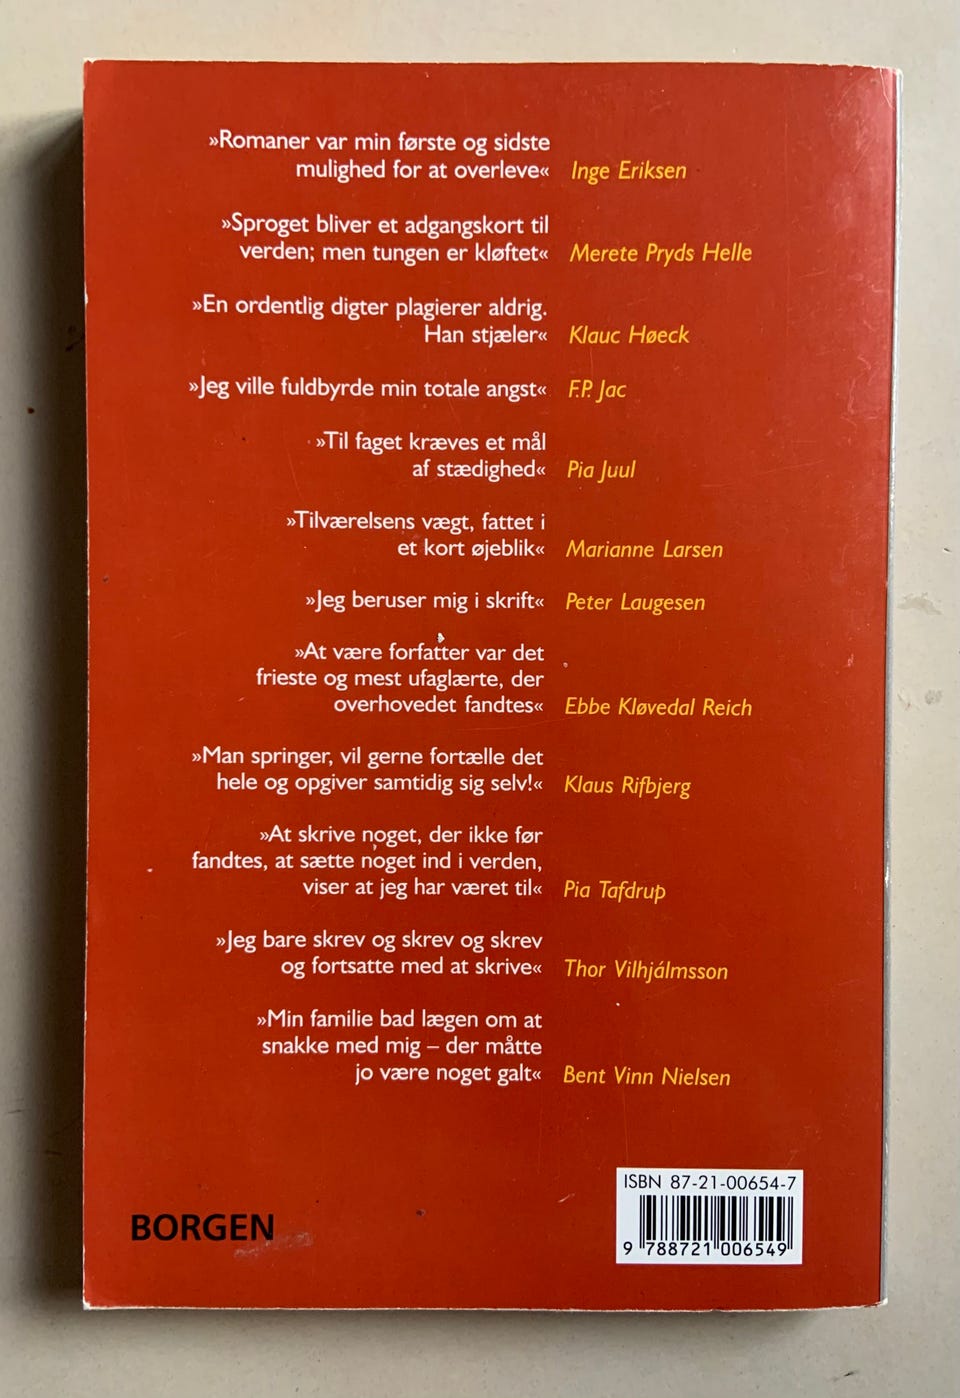 »Romaner var min første og sidste
mulighed for at overleve« Inge Eriksen
»Sproget bliver et adgangskort til
verden; men tungen er kløftet« Merete Pryds Helle
»En ordentlig digter plagierer aldrig.
Han stjæler« Klauc Høeck
»Jeg ville fuldbyrde min totale angst« F.P. Jac
»Til faget kræves et mål
af stædighed« Pia Juul
»Tilværelsens vægt, fattet i
et kort øjeblik« Marianne Larsen
»Jeg beruser mig i skrift« Peter Laugesen
»At være forfatter var det
frieste og mest ufaglærte, der
overhovedet fandtes« Ebbe Kløvedal Reich
»Man springer, vil gerne fortælle det
hele og opgiver samtidig sig selv!« Klaus Rifbjerg
»At skrive noget, der ikke før
fandtes, at sætte noget ind i verden,
viser at jeg har været til« Pia Tafdrup
»Jeg bare skrev og skrev og skrev
og fortsatte med at skrive« Thor Vilhjálmsson
»Min familie bad lægen om at
snakke med mig – der måtte
jo være noget galt« Bent Vinn Nielsen
ISBN 87-21-00654-7
BORGEN
9 788721 006549